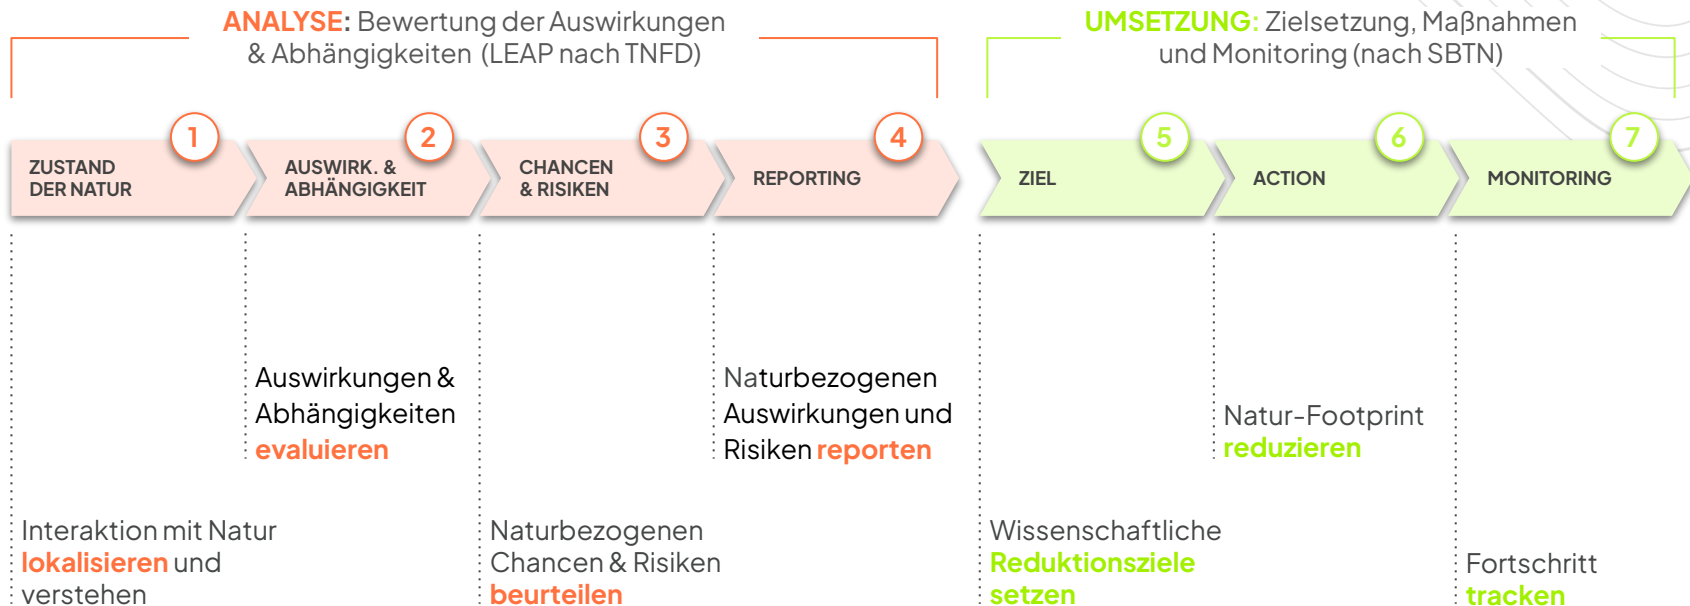 ANALYSE: Bewertung der Auswirkungen
& Abhängigkeiten (LEAP nach TNFD)
UMSETZUNG: Zielsetzung, Maßnahmen
und Monitoring (nach SBTN)
1
ZUSTAND
DER NATUR
2
AUSWIRK. &
ABHÄNGIGKEIT
3
CHANCEN
& RISIKEN
4
REPORTING
5
ZIEL
6
ACTION
7
MONITORING
Interaktion mit Natur
lokalisieren und
verstehen
Auswirkungen &
Abhängigkeiten
evaluieren
Naturbezogenen
Chancen & Risiken
beurteilen
Naturbezogenen
Auswirkungen und
Risiken reporten
Wissenschaftliche
Reduktionsziele
setzen
Natur-Footprint
reduzieren
Fortschritt
tracken